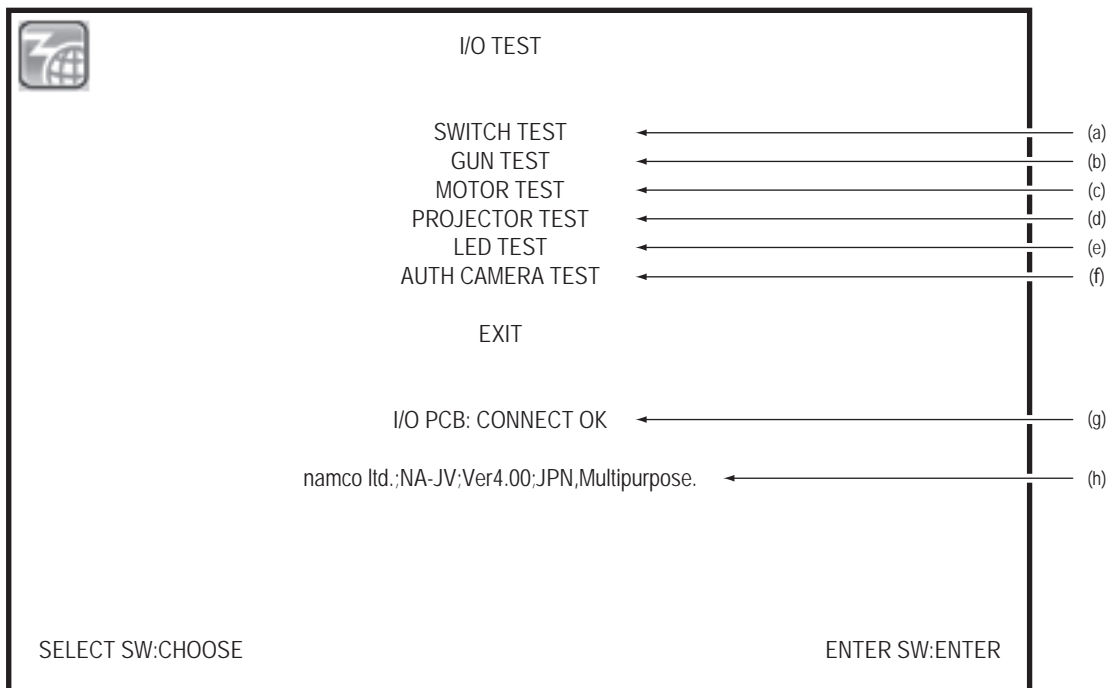 I/O TEST
SWITCH TEST (a)
GUN TEST (b)
MOTOR TEST (c)
PROJECTOR TEST (d)
LED TEST (e)
AUTH CAMERA TEST (f)
EXIT
I/O PCB: CONNECT OK (g)
namco ltd.;NA-JV;Ver4.00;JPN,Multipurpose. (h)
SELECT SW:CHOOSE ENTER SW:ENTER